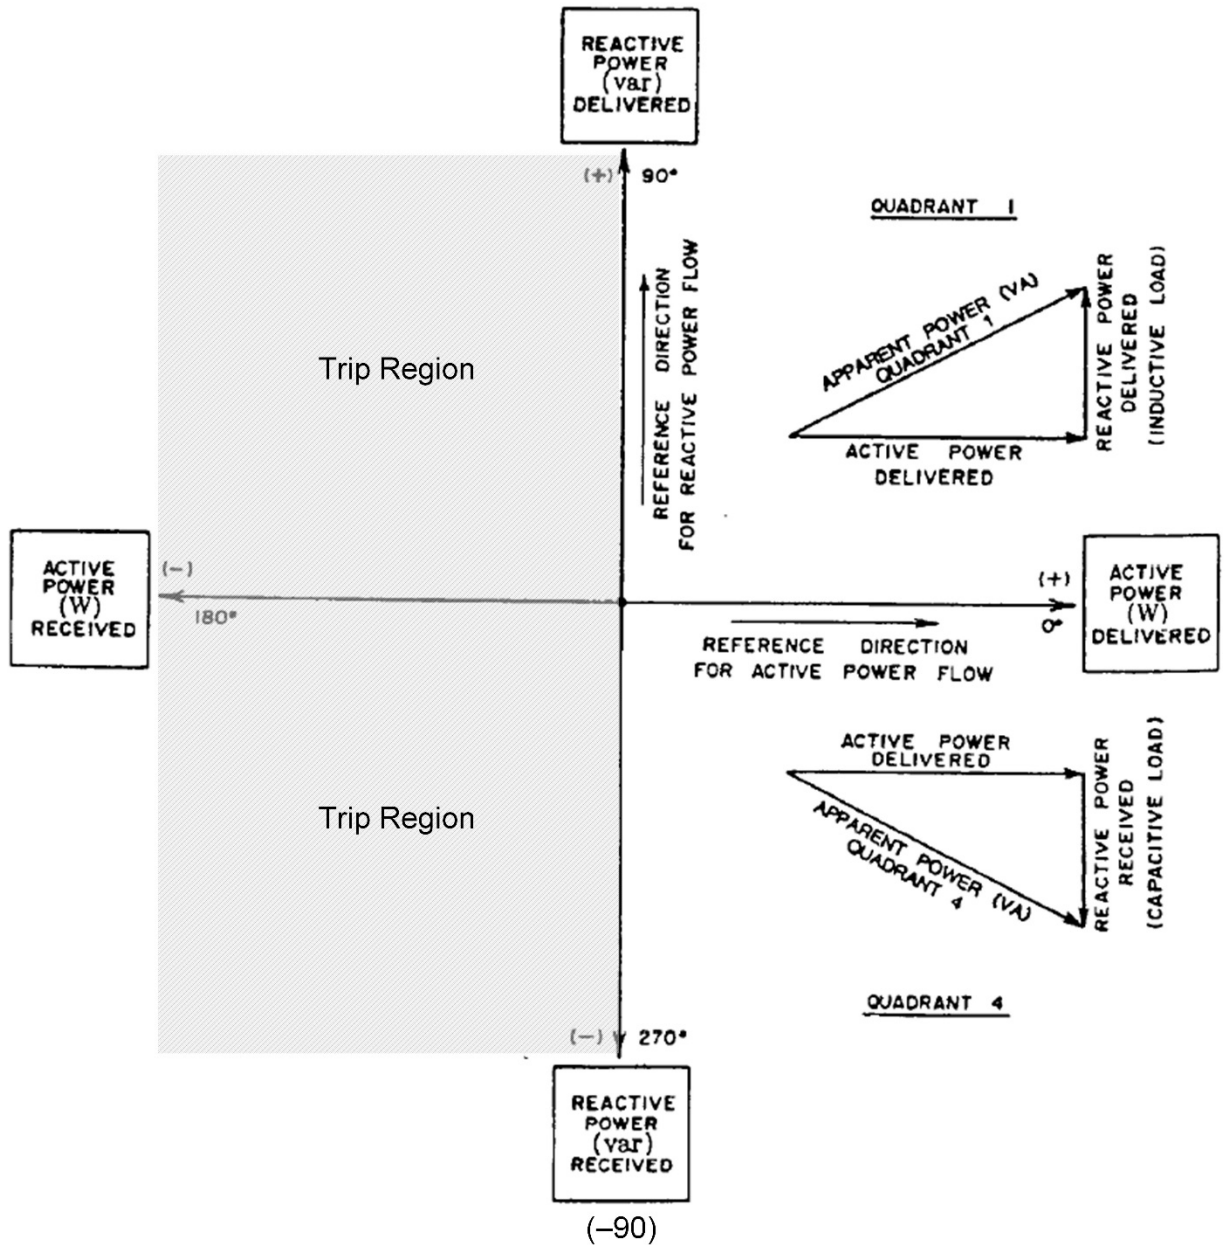 REACTIVE
POWER
(var)
DELIVERED
(+) 90°
QUADRANT 1
REFERENCE DIRECTION
FOR REACTIVE POWER FLOW
APPARENT POWER (VA)
QUADRANT 1
REACTIVE POWER
DELIVERED
(INDUCTIVE LOAD)
Trip Region
ACTIVE POWER
DELIVERED
ACTIVE
POWER
(W)
RECEIVED
(-)
180°
(+)
0°
ACTIVE
POWER
(W)
DELIVERED
REFERENCE DIRECTION
FOR ACTIVE POWER FLOW
ACTIVE POWER
DELIVERED
Trip Region
APPARENT POWER (VA)
QUADRANT 4
REACTIVE POWER
RECEIVED
(CAPACITIVE LOAD)
QUADRANT 4
(-) 270°
REACTIVE
POWER
(var)
RECEIVED
(–90)